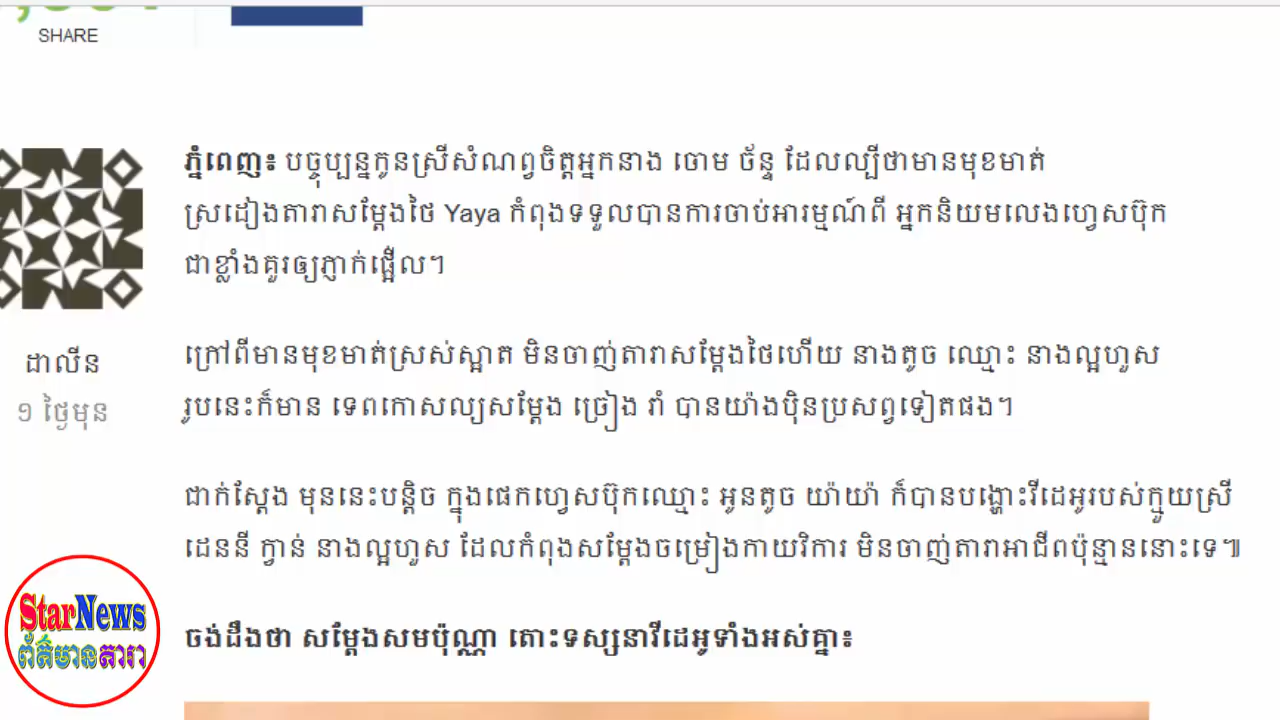 SHARE
ភ្នំពេញ៖ បច្ចុប្បន្នកូនស្រីសំណព្វចិត្តអ្នកនាង ចោម ច័ន្ទ ដែលល្បីថាមានមុខមាត់
ស្រដៀងតារាសម្ដែងថៃ Yaya កំពុងទទួលបានការចាប់អារម្មណ៍ពី អ្នកនិយមលេងហ្វេសប៊ុក
ជាខ្លាំងគួរឲ្យភ្ញាក់ផ្អើល។
ដាលីន
១ ថ្ងៃមុន
ក្រៅពីមានមុខមាត់ស្រស់ស្អាត មិនចាញ់តារាសម្ដែងថៃហើយ នាងតូច ឈ្មោះ នាងល្អហួស
រូបនេះក៏មាន ទេពកោសល្យសម្ដែង ច្រៀង រាំ បានយ៉ាងប៉ិនប្រសព្វទៀតផង។
ជាក់ស្ដែង មុននេះបន្តិច ក្នុងផេកហ្វេសប៊ុកឈ្មោះ អូនតូច យ៉ាយ៉ា ក៏បានបង្ហោះវីដេអូរបស់ក្មួយស្រី
ដេននី ក្វាន់ នាងល្អហួស ដែលកំពុងសម្ដែងចម្រៀងកាយវិការ មិនចាញ់តារាអាជីពប៉ុន្មាននោះទេ៕
ចង់ដឹងថា សម្ដែងសមប៉ុណ្ណា តោះទស្សនាវីដេអូទាំងអស់គ្នា៖
StarNews
ព័ត៌មានតារា